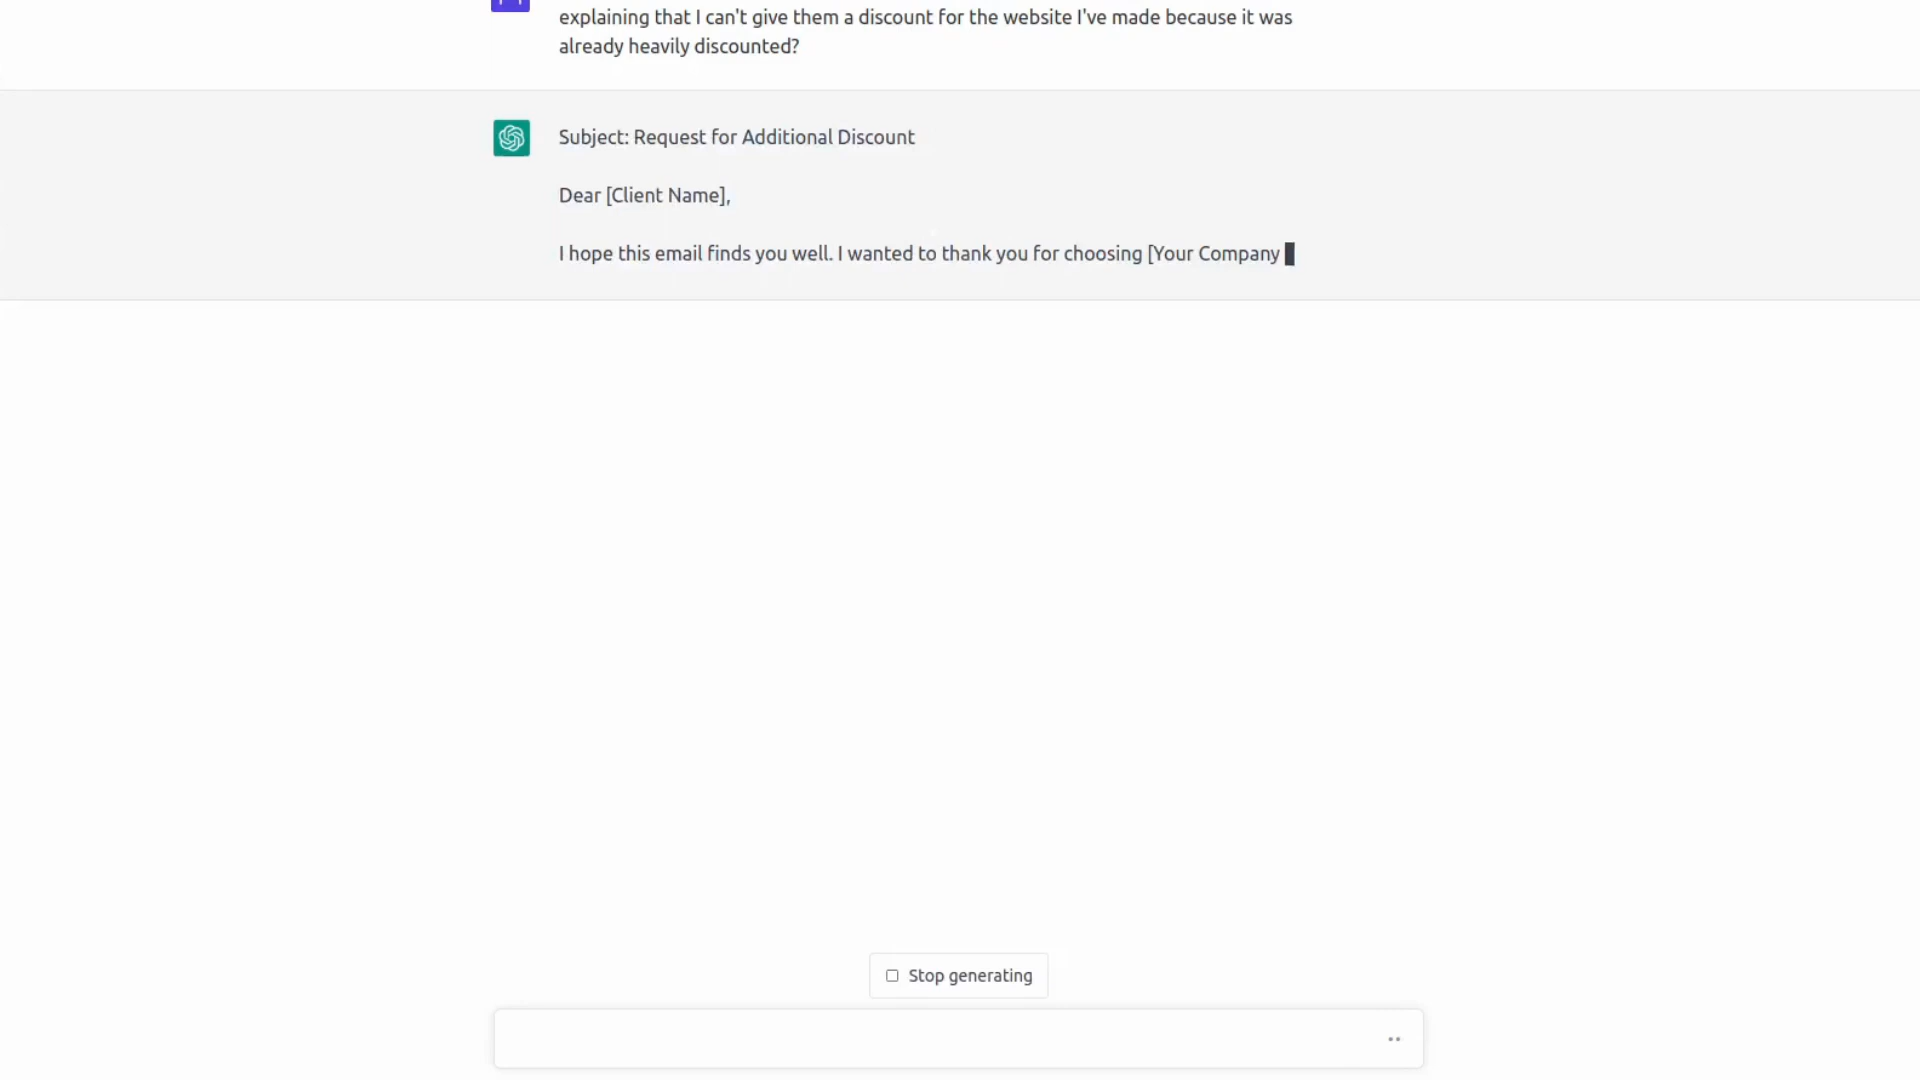 explaining that I can't give them a discount for the website I've made because it was
already heavily discounted?
Subject: Request for Additional Discount
Dear [Client Name],
I hope this email finds you well. I wanted to thank you for choosing [Your Company
Stop generating